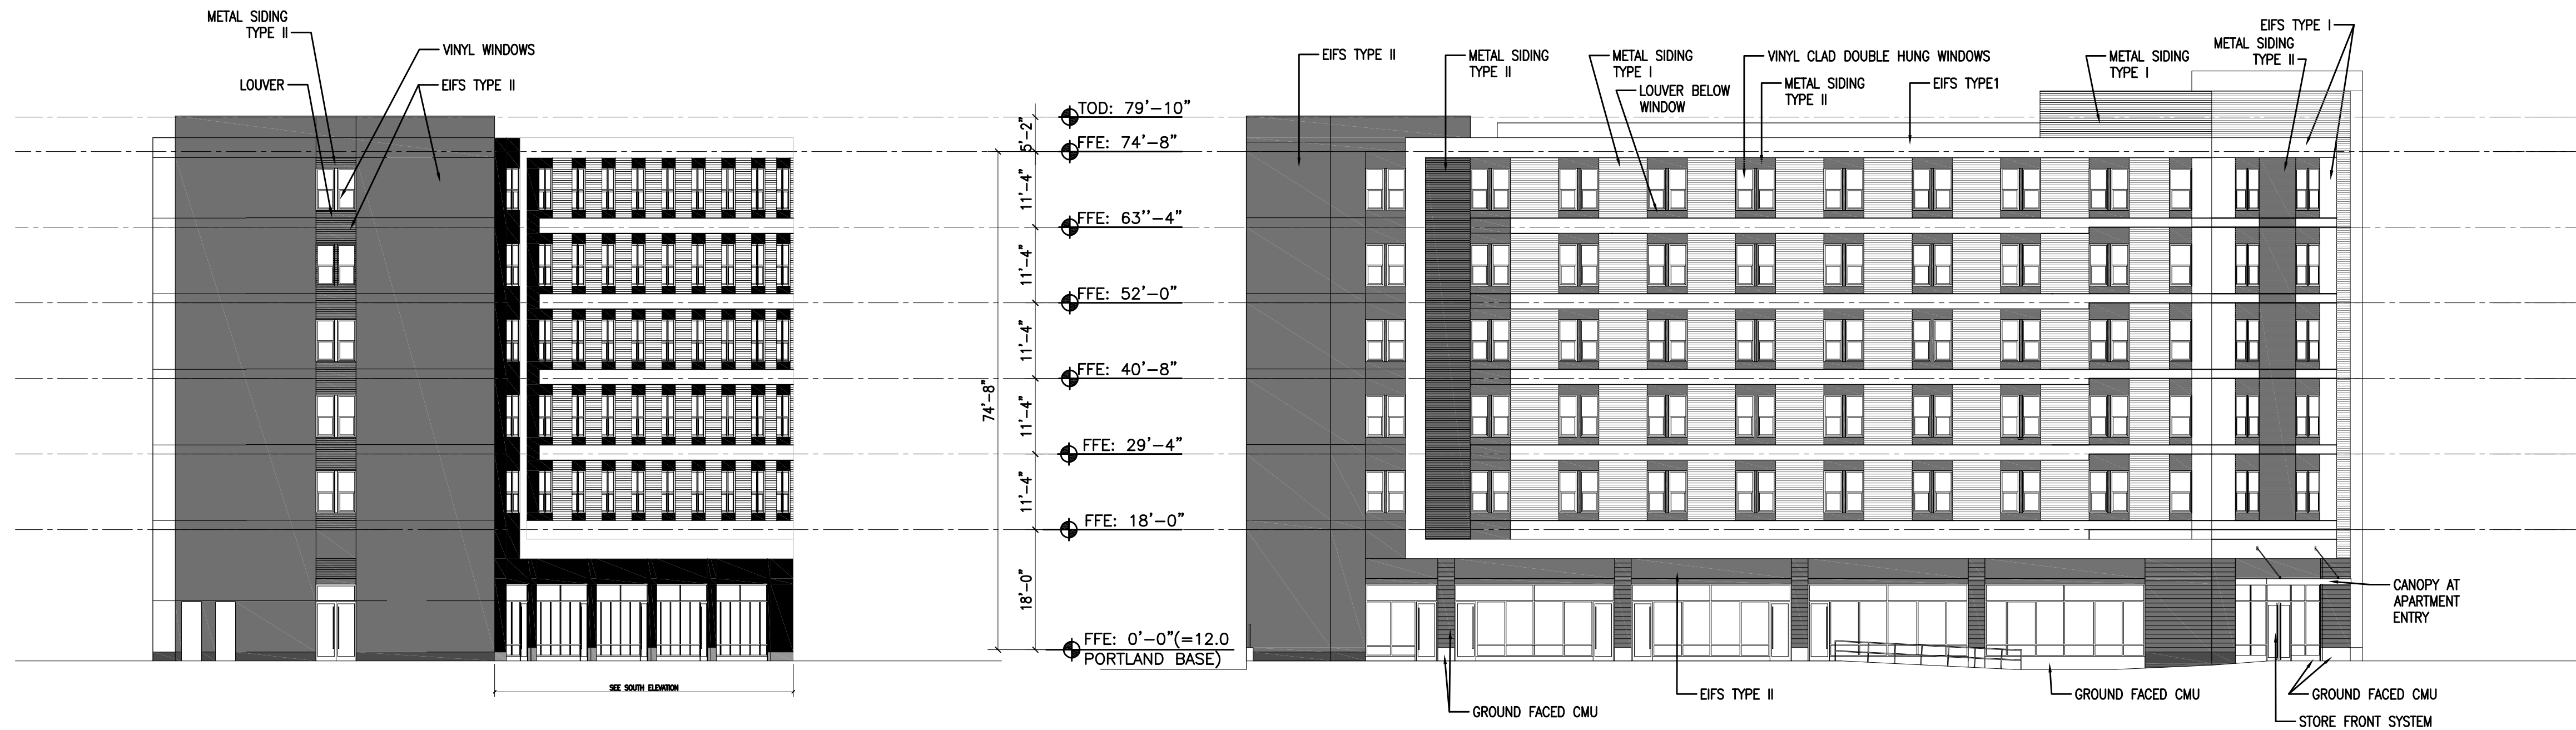 METAL SIDING
TYPE II
VINYL WINDOWS
LOUVER
EIFS TYPE II
SEE SOUTH ELEVATION
74'-8"
5'-2"
11'-4"
11'-4"
11'-4"
11'-4"
11'-4"
18'-0"
TOD: 79'-10"
FFE: 74'-8"
FFE: 63''-4"
FFE: 52'-0"
FFE: 40'-8"
FFE: 29'-4"
FFE: 18'-0"
FFE: 0'-0"(=12.0
PORTLAND BASE)
EIFS TYPE II
METAL SIDING
TYPE II
METAL SIDING
TYPE I
LOUVER BELOW
WINDOW
VINYL CLAD DOUBLE HUNG WINDOWS
METAL SIDING
TYPE II
EIFS TYPE1
METAL SIDING
TYPE I
EIFS TYPE I
METAL SIDING
TYPE II
CANOPY AT
APARTMENT
ENTRY
GROUND FACED CMU
EIFS TYPE II
GROUND FACED CMU
GROUND FACED CMU
STORE FRONT SYSTEM